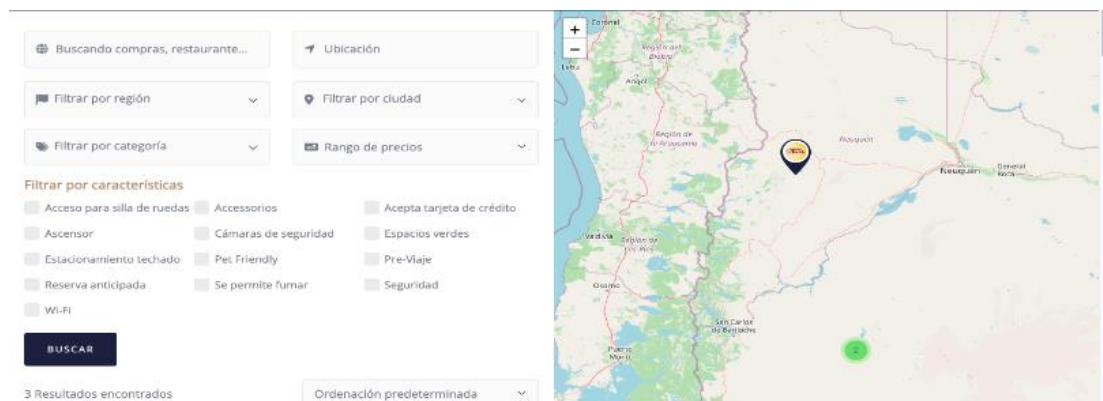 Buscando compras, restaurante...
Ubicación
Filtrar por región
Filtrar por ciudad
Filtrar por categoría
Rango de precios
Filtrar por características
Acceso para silla de ruedas
Accessorios
Acepta tarjeta de crédito
Ascensor
Cámaras de seguridad
Espacios verdes
Estacionamiento techado
Pet Friendly
Pre-Viaje
Reserva anticipada
Se permite fumar
Seguridad
Wi-Fi
BUSCAR
3 Resultados encontrados
Ordenación predeterminada
+
−
Coronel
Región del
Biobío
Lebu
Angol
Región de
la Araucanía
Neuquén
Neuquén
General
Roca
Valdivia
Región de
Los Ríos
Osorno
San Carlos
de Bariloche
Puerto
Montt
2